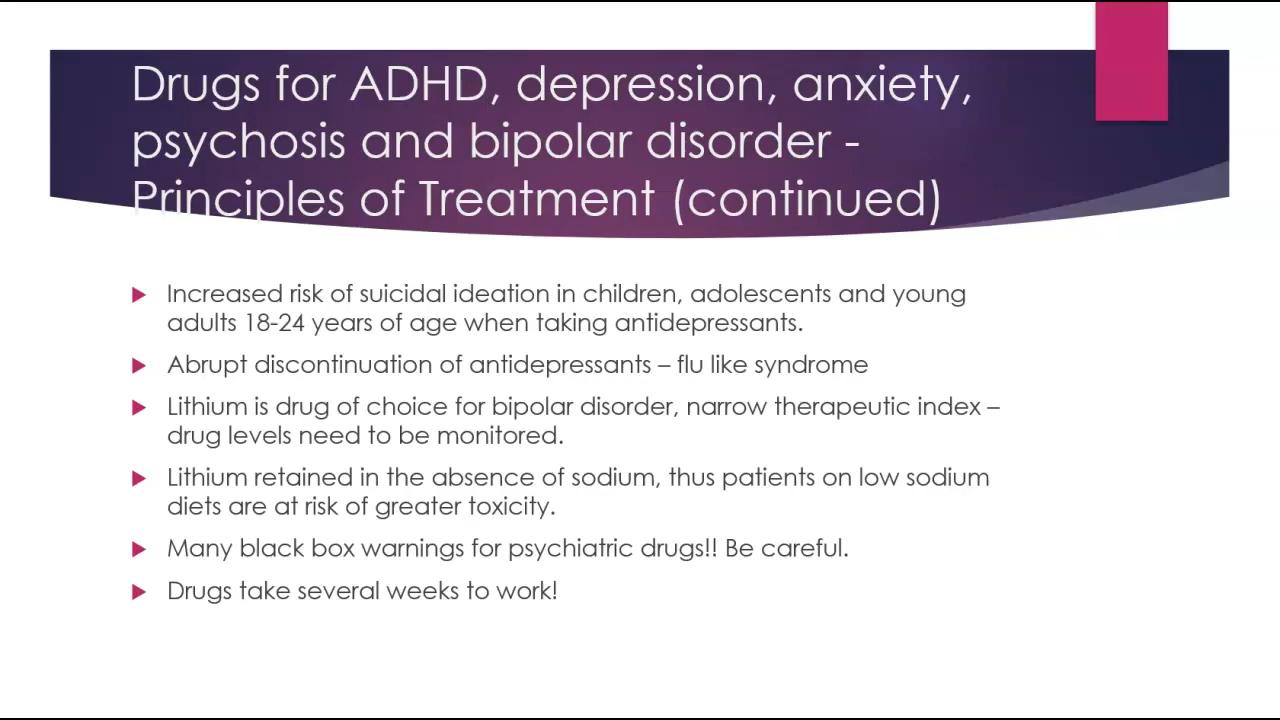 Drugs for ADHD, depression, anxiety,
psychosis and bipolar disorder -
Principles of Treatment (continued)
Increased risk of suicidal ideation in children, adolescents and young
adults 18-24 years of age when taking antidepressants.
Abrupt discontinuation of antidepressants – flu like syndrome
Lithium is drug of choice for bipolar disorder, narrow therapeutic index –
drug levels need to be monitored.
Lithium retained in the absence of sodium, thus patients on low sodium
diets are at risk of greater toxicity.
Many black box warnings for psychiatric drugs!! Be careful.
Drugs take several weeks to work!